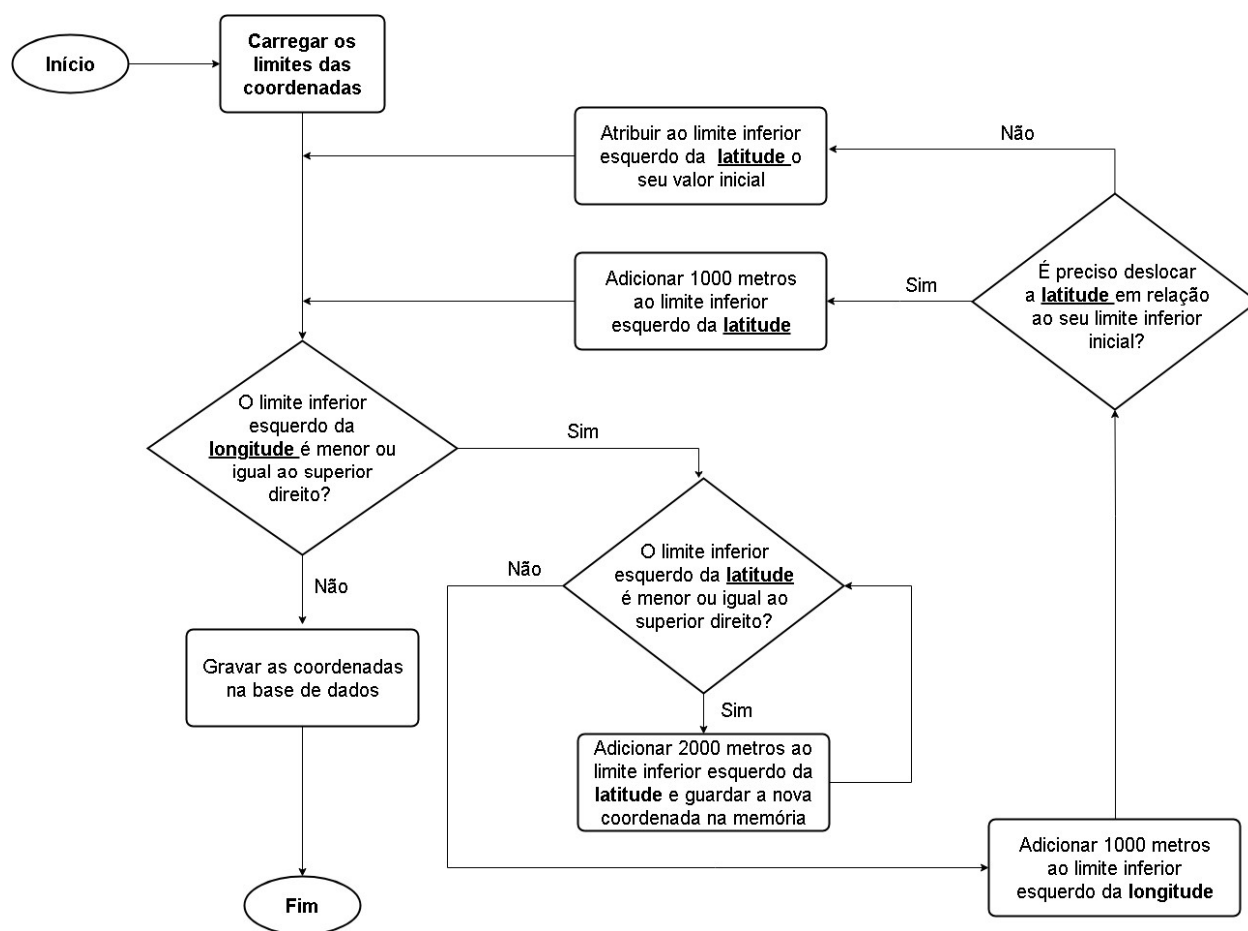 Início
Carregar os
limites das
coordenadas
Atribuir ao limite inferior
esquerdo da latitude o
seu valor inicial
Não
Adicionar 1000 metros
ao limite inferior
esquerdo da latitude
Sim
É preciso deslocar
a latitude em relação
ao seu limite inferior
inicial?
O limite inferior
esquerdo da
longitude é menor ou
igual ao superior
direito?
Sim
Não
O limite inferior
esquerdo da latitude
é menor ou igual ao
superior direito?
Não
Sim
Gravar as coordenadas
na base de dados
Adicionar 2000 metros ao
limite inferior esquerdo da
latitude e guardar a nova
coordenada na memória
Adicionar 1000 metros
ao limite inferior
esquerdo da longitude
Fim